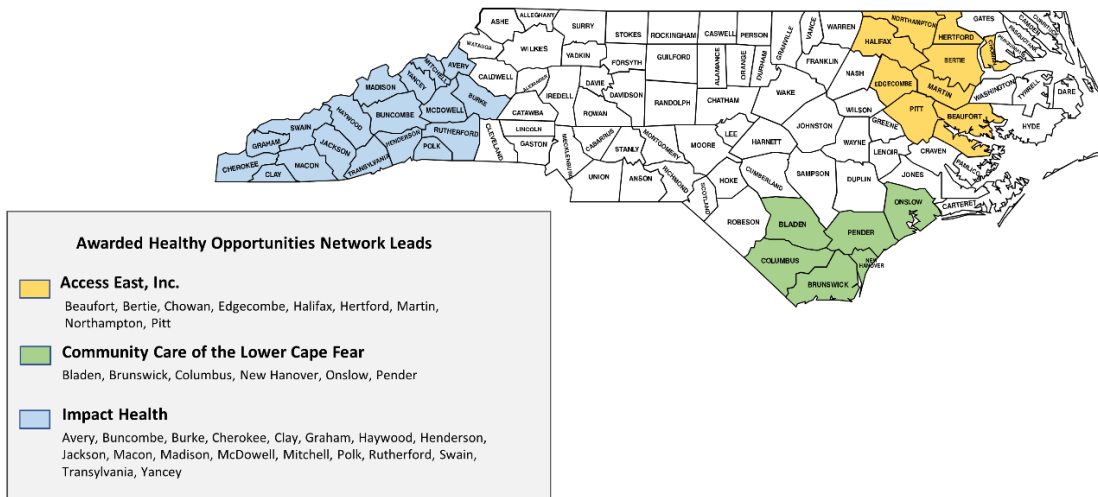 ASHE
ALLEGHANY
SURRY
STOKES
ROCKINGHAM
CASWELL
PERSON
GRANVILLE
VANCE
WARREN
NORTHAMPTON
GATES
CURRITUCK
CAMDEN
PASQUOTANK
PERQUIMANS
HERTFORD
HALIFAX
CHOWAN
BERTIE
WATAUGA
WILKES
YADKIN
FORSYTH
GUILFORD
ALAMANCE
ORANGE
DURHAM
FRANKLIN
NASH
EDGECOMBE
MARTIN
WASHINGTON
TYRRELL
DARE
AVERY
MITCHELL
YANCEY
MADISON
CALDWELL
ALEXANDER
IREDELL
DAVIE
DAVIDSON
RANDOLPH
CHATHAM
WAKE
WILSON
PITT
BEAUFORT
HYDE
BURKE
MCDOWELL
BUNCOMBE
HAYWOOD
SWAIN
GRAHAM
CATAWBA
ROWAN
LINCOLN
LEE
JOHNSTON
GREENE
WAYNE
LENOIR
CRAVEN
PAMLICO
RUTHERFORD
CLEVELAND
GASTON
MECKLENBURG
CABARRUS
STANLY
MONTGOMERY
MOORE
HARNETT
CHEROKEE
CLAY
MACON
JACKSON
TRANSYLVANIA
HENDERSON
POLK
UNION
ANSON
RICHMOND
SCOTLAND
HOKE
CUMBERLAND
SAMPSON
DUPLIN
JONES
ONSLOW
CARTERET
ROBESON
BLADEN
PENDER
COLUMBUS
NEW
HANOVER
BRUNSWICK
Awarded Healthy Opportunities Network Leads
Access East, Inc.
Beaufort, Bertie, Chowan, Edgecombe, Halifax, Hertford, Martin,
Northampton, Pitt
Community Care of the Lower Cape Fear
Bladen, Brunswick, Columbus, New Hanover, Onslow, Pender
Impact Health
Avery, Buncombe, Burke, Cherokee, Clay, Graham, Haywood, Henderson,
Jackson, Macon, Madison, McDowell, Mitchell, Polk, Rutherford, Swain,
Transylvania, Yancey